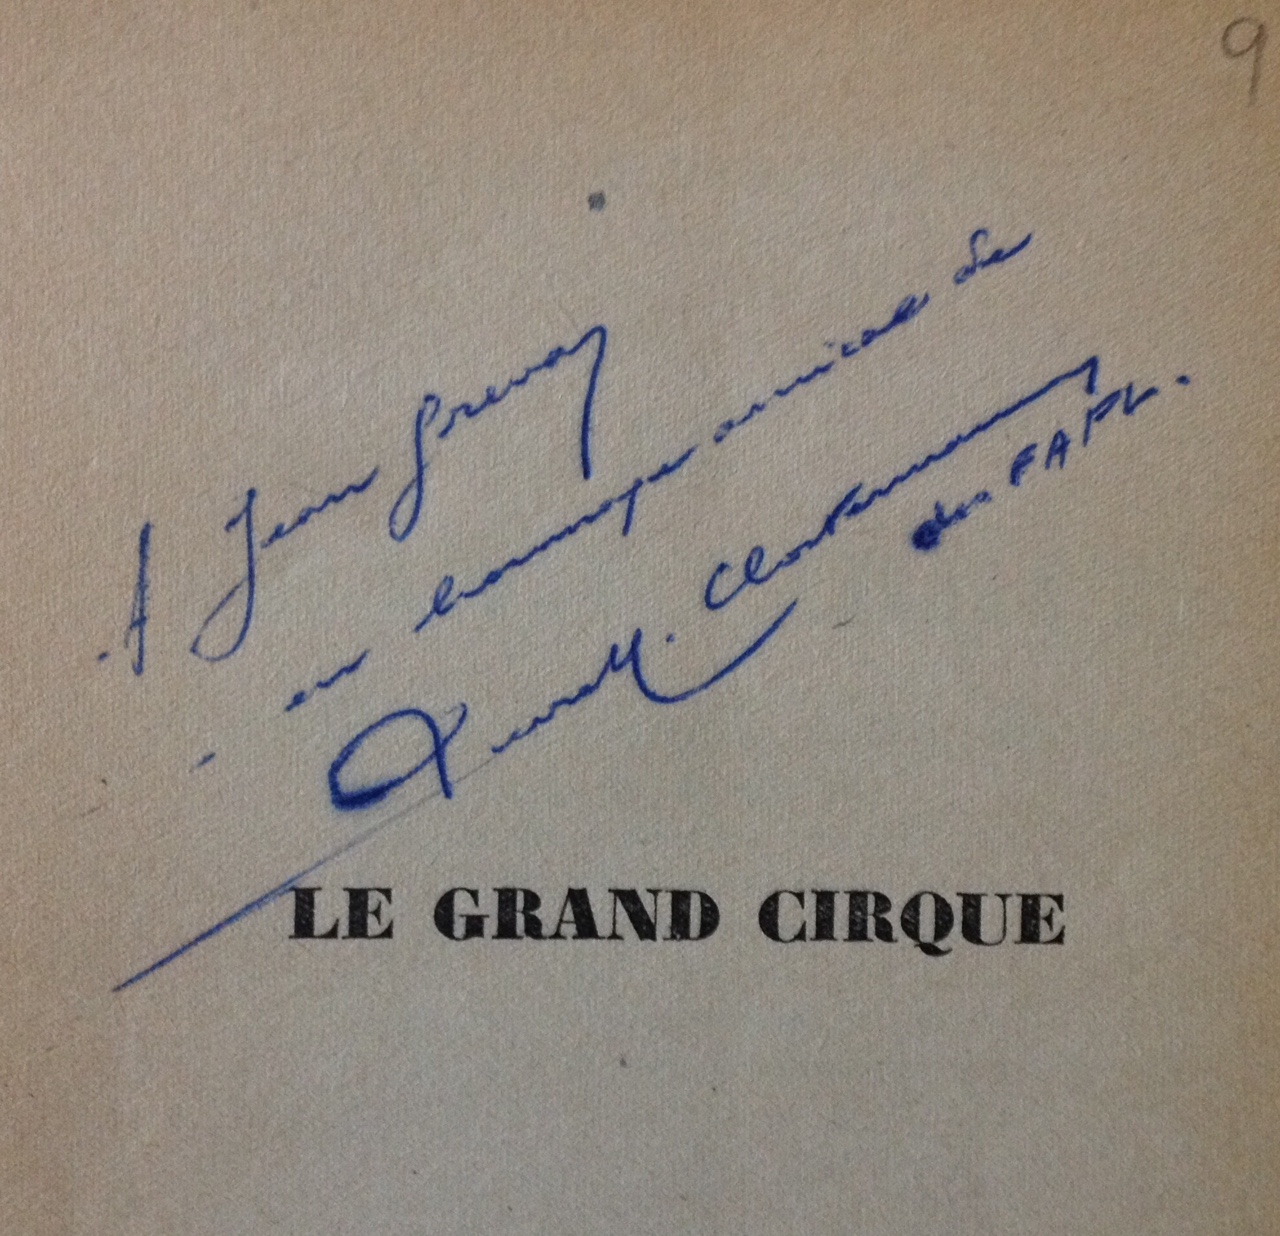 9
A Jean
en hommage amical de
Clostermann
des FAFL.
LE GRAND CIRQUE